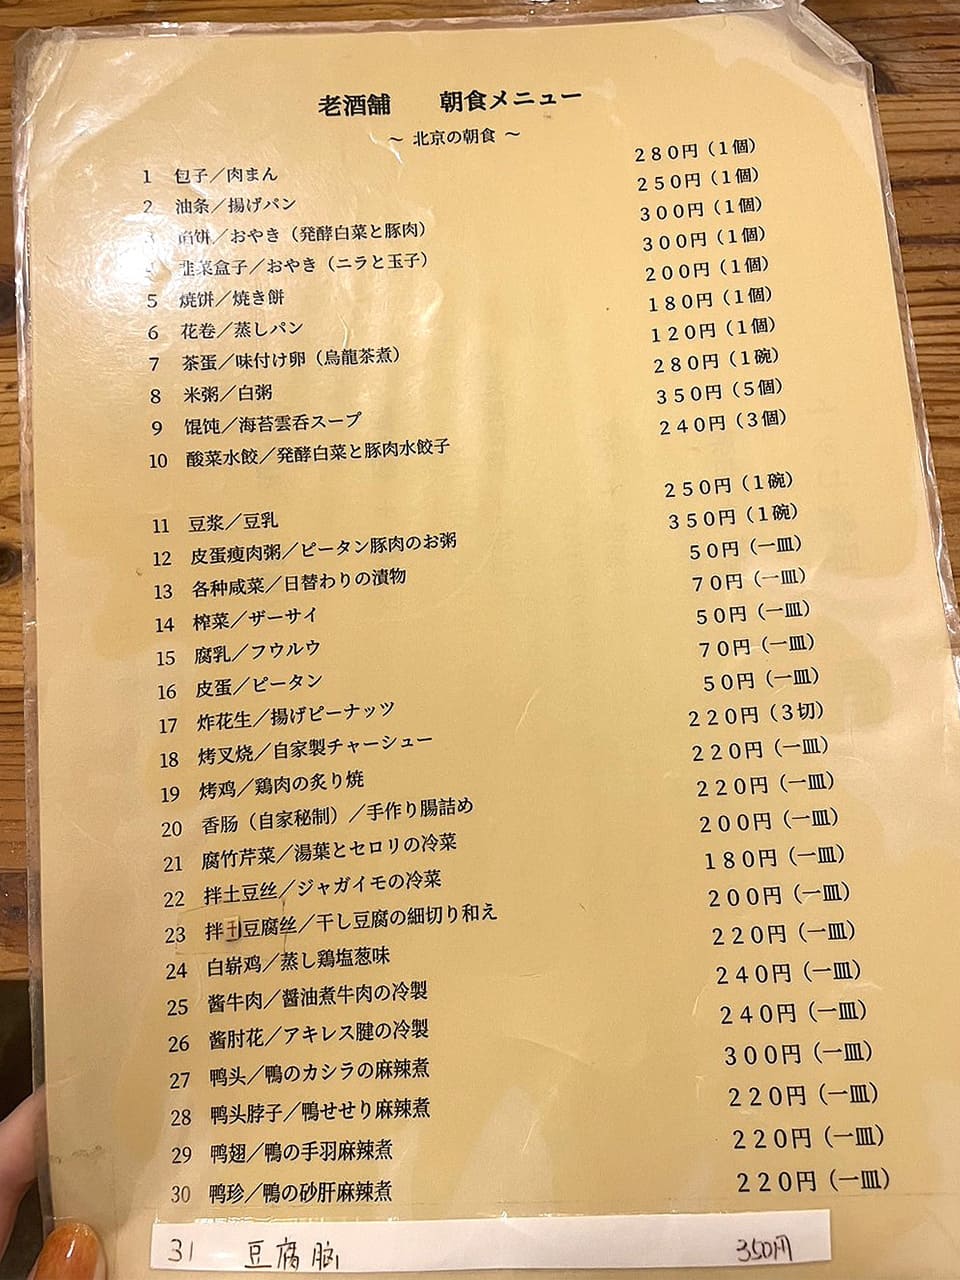 老酒舗 朝食メニュー
～ 北京の朝食 ～
1 包子／肉まん 280円（1個）
2 油条／揚げパン 250円（1個）
3 馅饼／おやき（発酵白菜と豚肉） 300円（1個）
4 韭菜盒子／おやき（ニラと玉子） 300円（1個）
5 焼饼／焼き餅 200円（1個）
6 花卷／蒸しパン 180円（1個）
7 茶蛋／味付け卵（烏龍茶煮） 120円（1個）
8 米粥／白粥 280円（1碗）
9 馄饨／海苔雲呑スープ 350円（5個）
10 酸菜水餃／発酵白菜と豚肉水餃子 240円（3個）
11 豆浆／豆乳 250円（1碗）
12 皮蛋瘦肉粥／ピータン豚肉のお粥 350円（1碗）
13 各种咸菜／日替わりの漬物 50円（一皿）
14 榨菜／ザーサイ 70円（一皿）
15 腐乳／フウルウ 50円（一皿）
16 皮蛋／ピータン 70円（一皿）
17 炸花生／揚げピーナッツ 50円（一皿）
18 烤叉烧／自家製チャーシュー 220円（3切）
19 烤鸡／鶏肉の炙り焼 220円（一皿）
20 香肠（自家秘制）／手作り腸詰め 220円（一皿）
21 腐竹芹菜／湯葉とセロリの冷菜 200円（一皿）
22 拌土豆丝／ジャガイモの冷菜 180円（一皿）
23 拌豆腐丝／干し豆腐の細切り和え 200円（一皿）
24 白崭鸡／蒸し鶏塩葱味 220円（一皿）
25 酱牛肉／醤油煮牛肉の冷製 240円（一皿）
26 酱肘花／アキレス腱の冷製 240円（一皿）
27 鸭头／鴨のカシラの麻辣煮 300円（一皿）
28 鸭头脖子／鴨せせり麻辣煮 220円（一皿）
29 鸭翅／鴨の手羽麻辣煮 220円（一皿）
30 鸭珍／鴨の砂肝麻辣煮 220円（一皿）
31 豆腐脳 350円